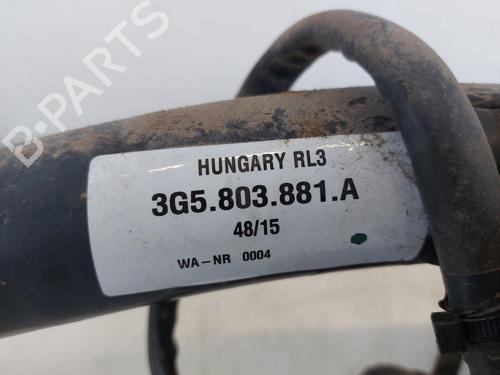 B-PARTS
HUNGARY RL3
3G5.803.881.A
48/15
WA-NR 0004